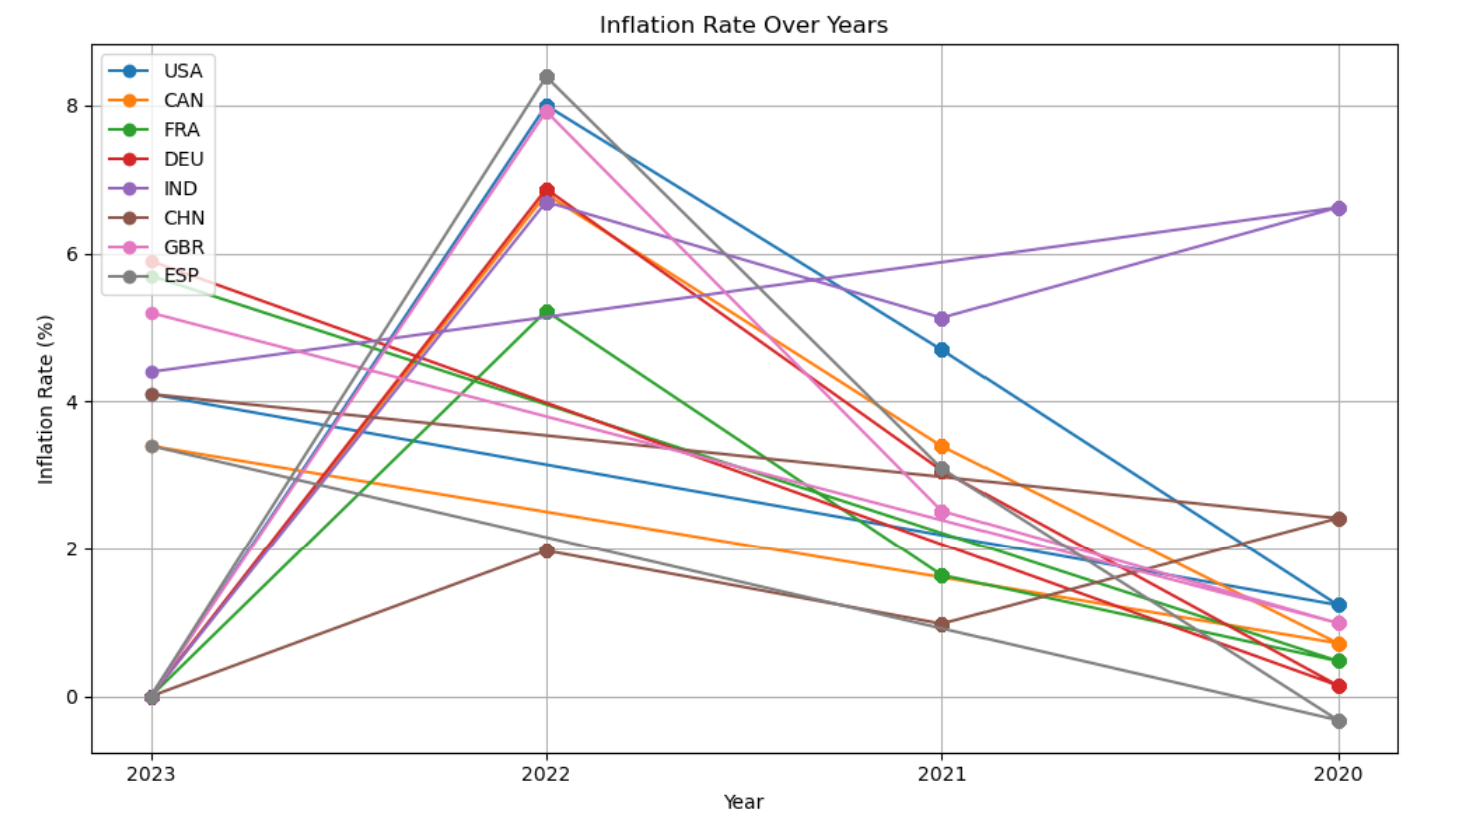 Inflation Rate Over Years
USA
CAN
FRA
DEU
IND
CHN
GBR
ESP
Inflation Rate (%)
8
6
4
2
0
2023 2022 2021 2020
Year